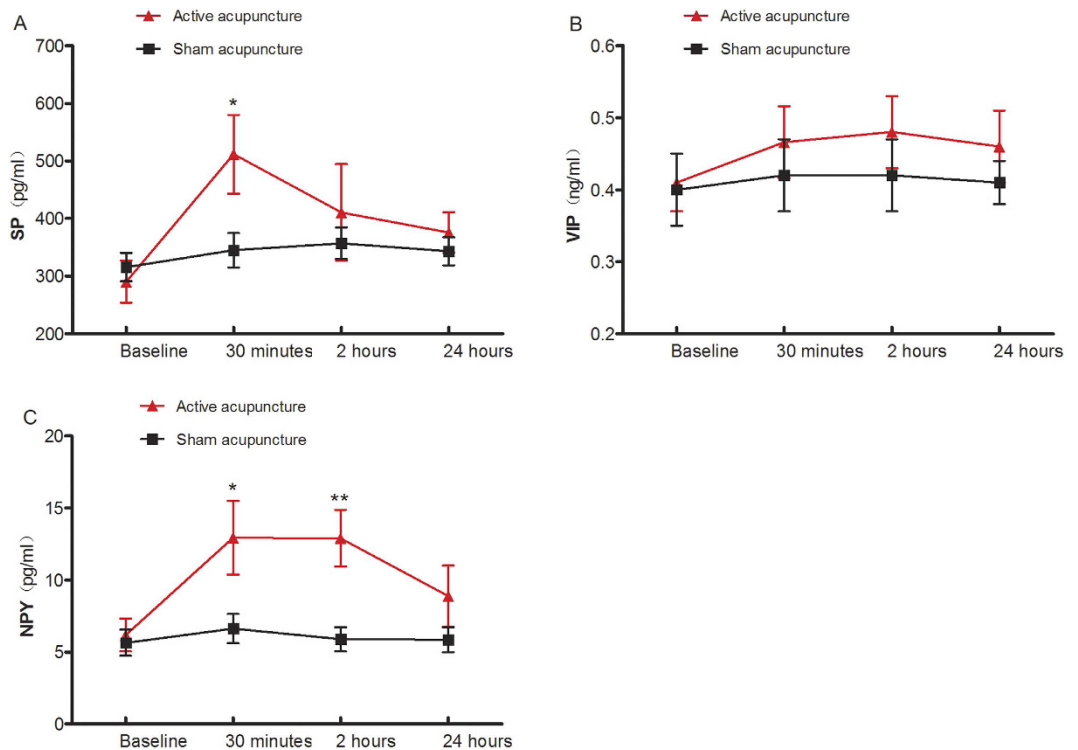 A
Active acupuncture
Sham acupuncture
700
600
500
400
300
200
SP（pg/ml）
*
Baseline 30 minutes 2 hours 24 hours
B
Active acupuncture
Sham acupuncture
0.6
0.5
0.4
0.3
0.2
VIP（ng/ml）
Baseline 30 minutes 2 hours 24 hours
C
Active acupuncture
Sham acupuncture
20
15
10
5
0
NPY（pg/ml）
* **
Baseline 30 minutes 2 hours 24 hours